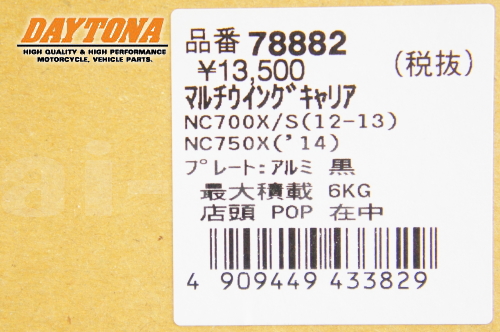 DAYTONA
HIGH QUALITY & HIGH PERFORMANCE
MOTORCYCLE, VEHICLE PARTS.
品番 78882
¥13,500 (税抜)
ﾏﾙﾁｳｲﾝｸﾞｷｬﾘｱ
NC700X/S(12-13)
NC750X('14)
ﾌﾟﾚｰﾄ:ｱﾙﾐ 黒
最大積載 6KG
店頭 POP 在中
4 909449 433829